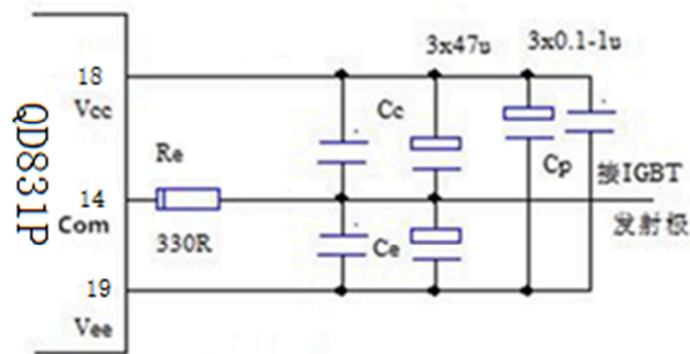 3x47u
3x0.1-1u
18
Vcc
Cc
QD831P
Re
Cp
接IGBT
14
Com
发射极
330R
Ce
19
Vee